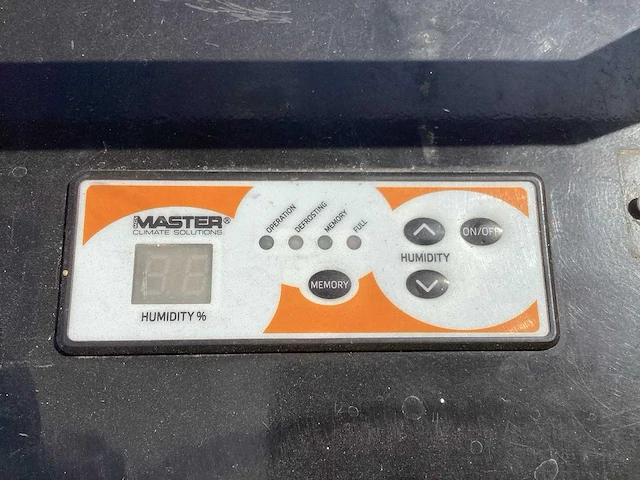 MASTER®
CLIMATE SOLUTIONS
HUMIDITY %
OPERATION
DEFROSTING
MEMORY
FULL
MEMORY
HUMIDITY
ON/OFF